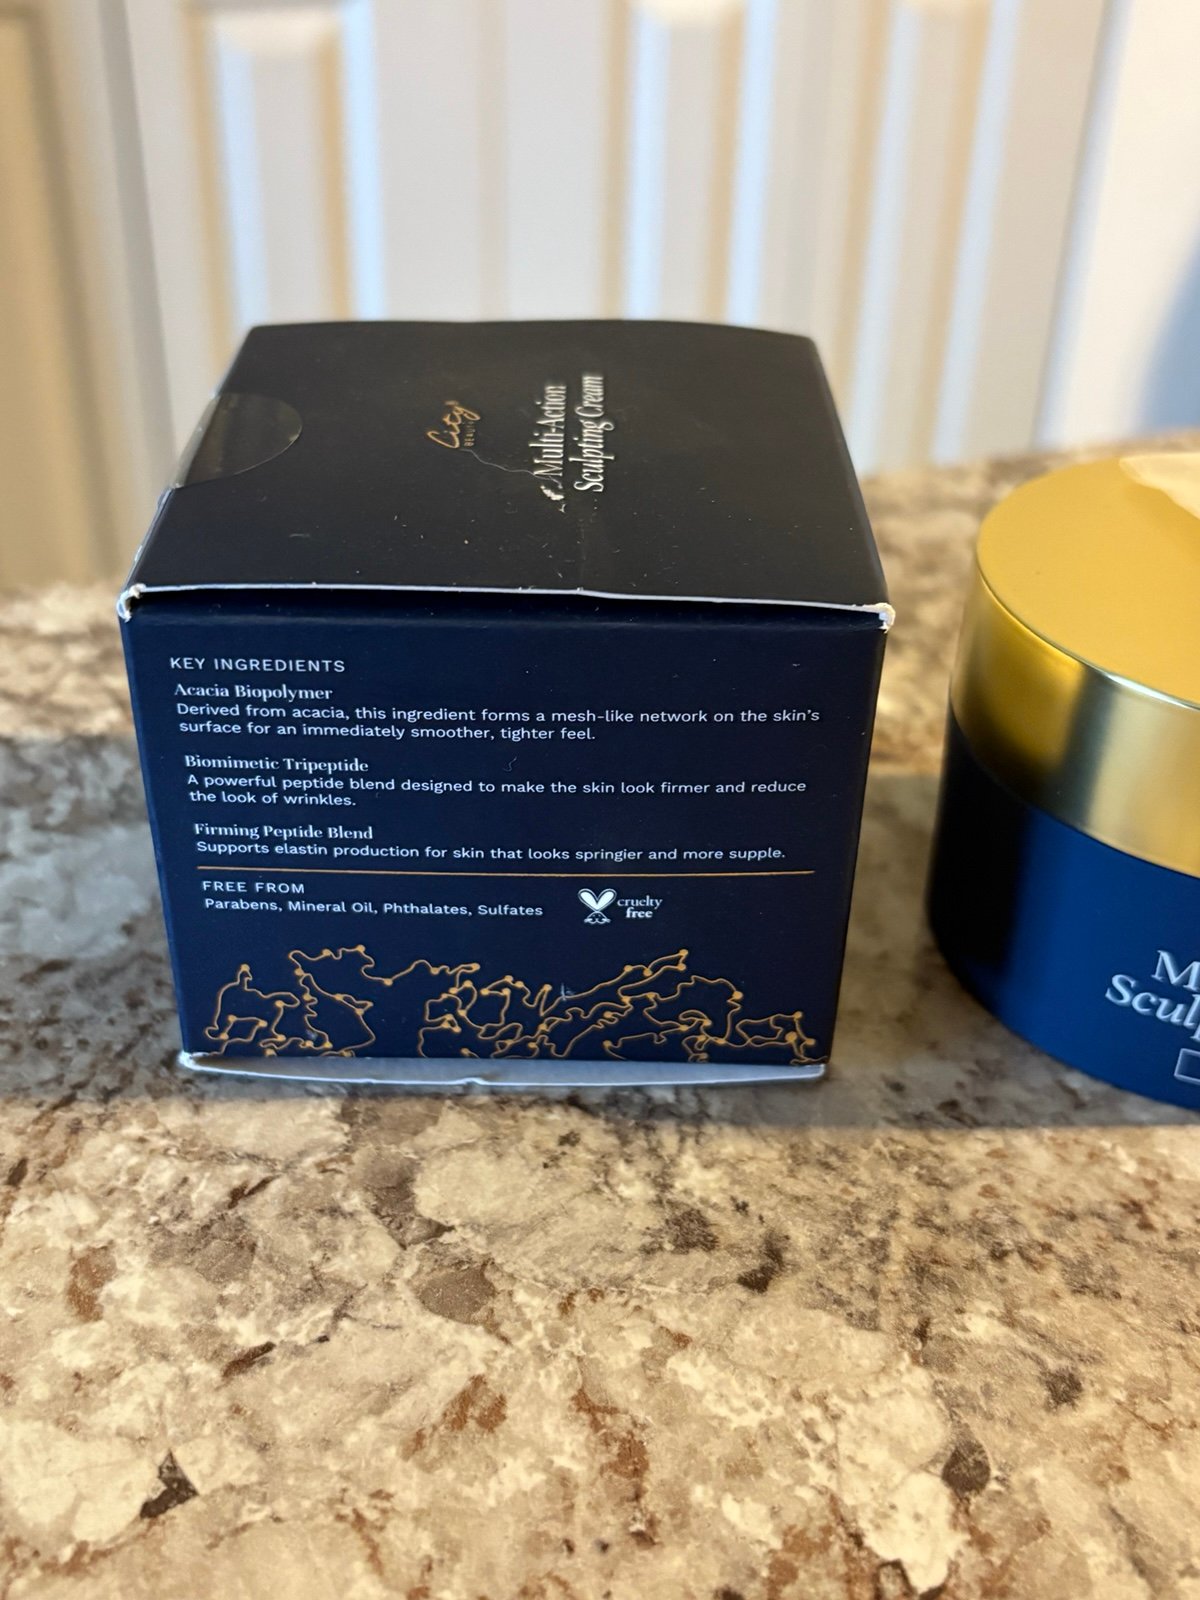 City®
BEAUTY
Multi-Action
Sculpting Cream
KEY INGREDIENTS
Acacia Biopolymer
Derived from acacia, this ingredient forms a mesh-like network on the skin's
surface for an immediately smoother, tighter feel.
Biomimetic Tripeptide
A powerful peptide blend designed to make the skin look firmer and reduce
the look of wrinkles.
Firming Peptide Blend
Supports elastin production for skin that looks springier and more supple.
FREE FROM
Parabens, Mineral Oil, Phthalates, Sulfates
cruelty
free
M
Scul